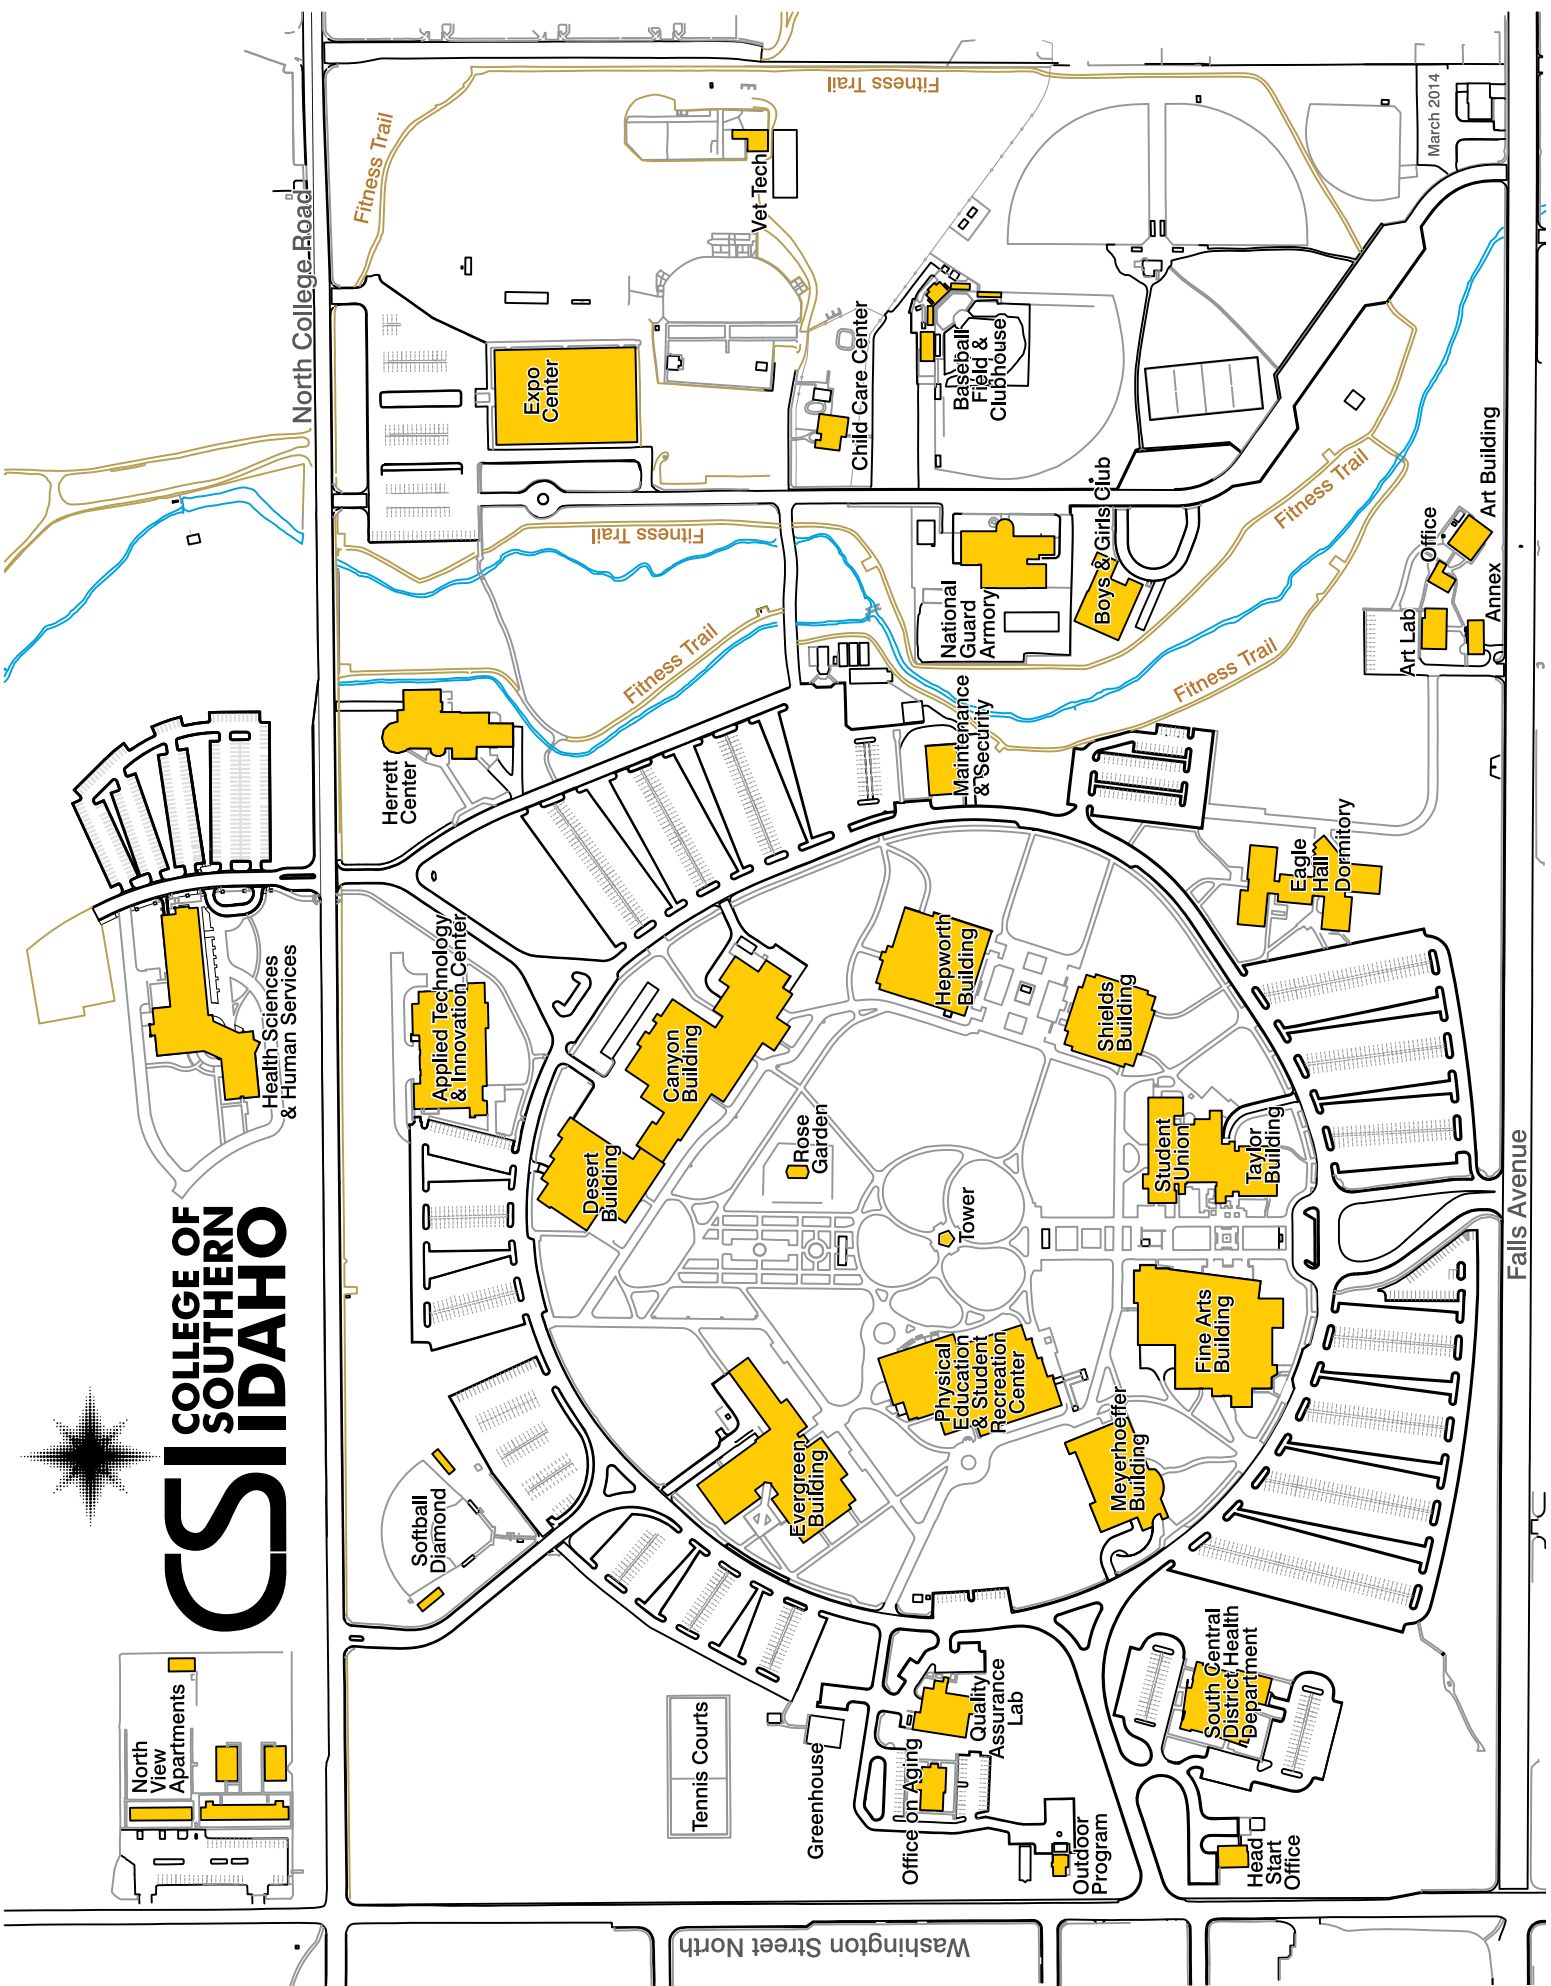 North
View
Apartments
CSI
COLLEGE OF
SOUTHERN
IDAHO
Health Sciences
& Human Services
North College Road
Fitness Trail
Softball
Diamond
Applied Technology
& Innovation Center
Herrett
Center
Expo
Center
Desert
Building
Canyon
Building
Fitness Trail
Fitness Trail
Vet Tech
Fitness Trail
Tennis Courts
Evergreen
Building
Rose
Garden
Child Care Center
Greenhouse
Office on Aging
Quality
Assurance
Lab
Physical
Education
& Student
Recreation
Center
Tower
Hepworth
Building
Maintenance
& Security
National
Guard
Armory
Baseball
Field &
Clubhouse
Outdoor
Program
Meyerhoeffer
Building
Shields
Building
Boys & Girls Club
Student
Union
Taylor
Building
Fine Arts
Building
South Central
District Health
Department
Head
Start
Office
Eagle
Hall
Dormitory
Fitness Trail
Fitness Trail
Art Lab
Office
Annex
Art Building
March 2014
Falls Avenue
Washington Street North